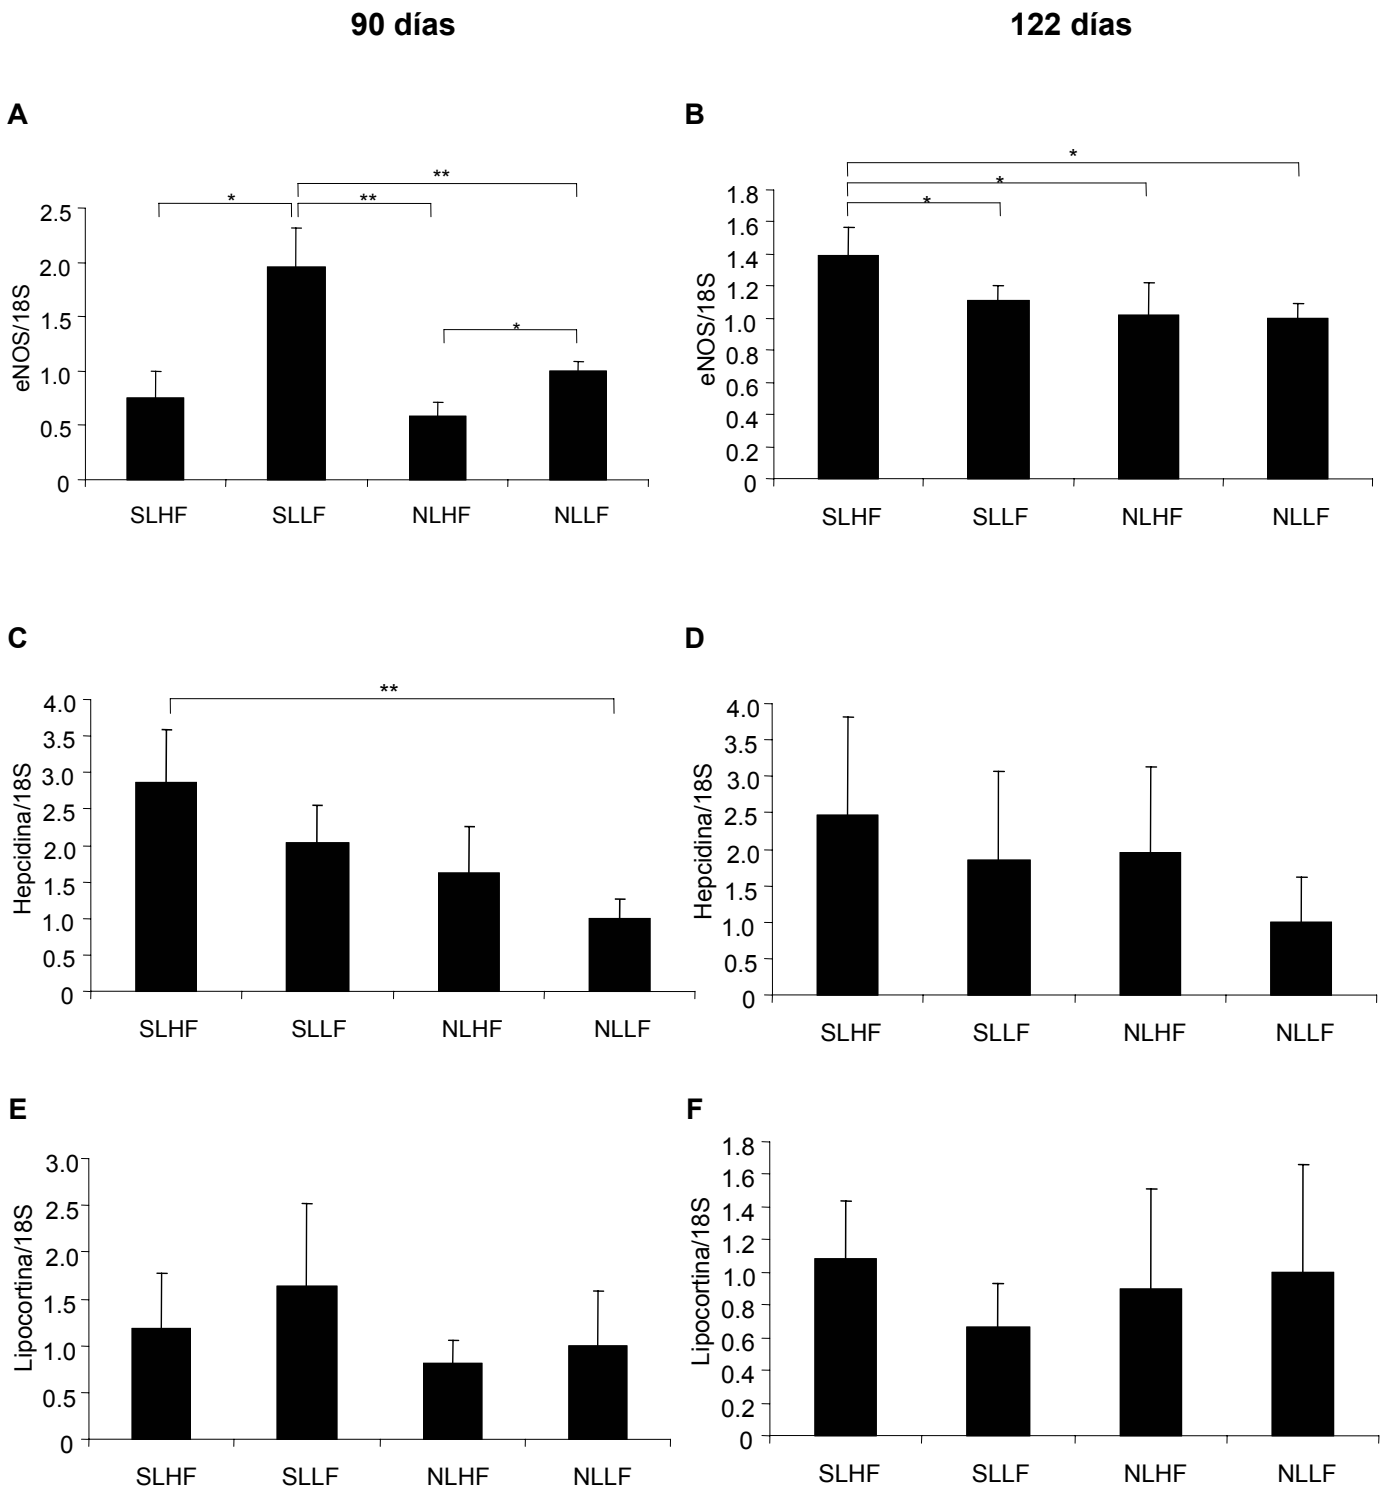 90 días
122 días
A
**
*
**
*
2.5
2.0
1.5
1.0
0.5
0
eNOS/18S
SLHF SLLF NLHF NLLF
B
*
*
*
1.8
1.6
1.4
1.2
1.0
0.8
0.6
0.4
0.2
0
eNOS/18S
SLHF SLLF NLHF NLLF
C
**
4.0
3.5
3.0
2.5
2.0
1.5
1.0
0.5
0
Hepcidina/18S
SLHF SLLF NLHF NLLF
D
4.0
3.5
3.0
2.5
2.0
1.5
1.0
0.5
0
Hepcidina/18S
SLHF SLLF NLHF NLLF
E
3.0
2.5
2.0
1.5
1.0
0.5
0
Lipocortina/18S
SLHF SLLF NLHF NLLF
F
1.8
1.6
1.4
1.2
1.0
0.8
0.6
0.4
0.2
0
Lipocortina/18S
SLHF SLLF NLHF NLLF